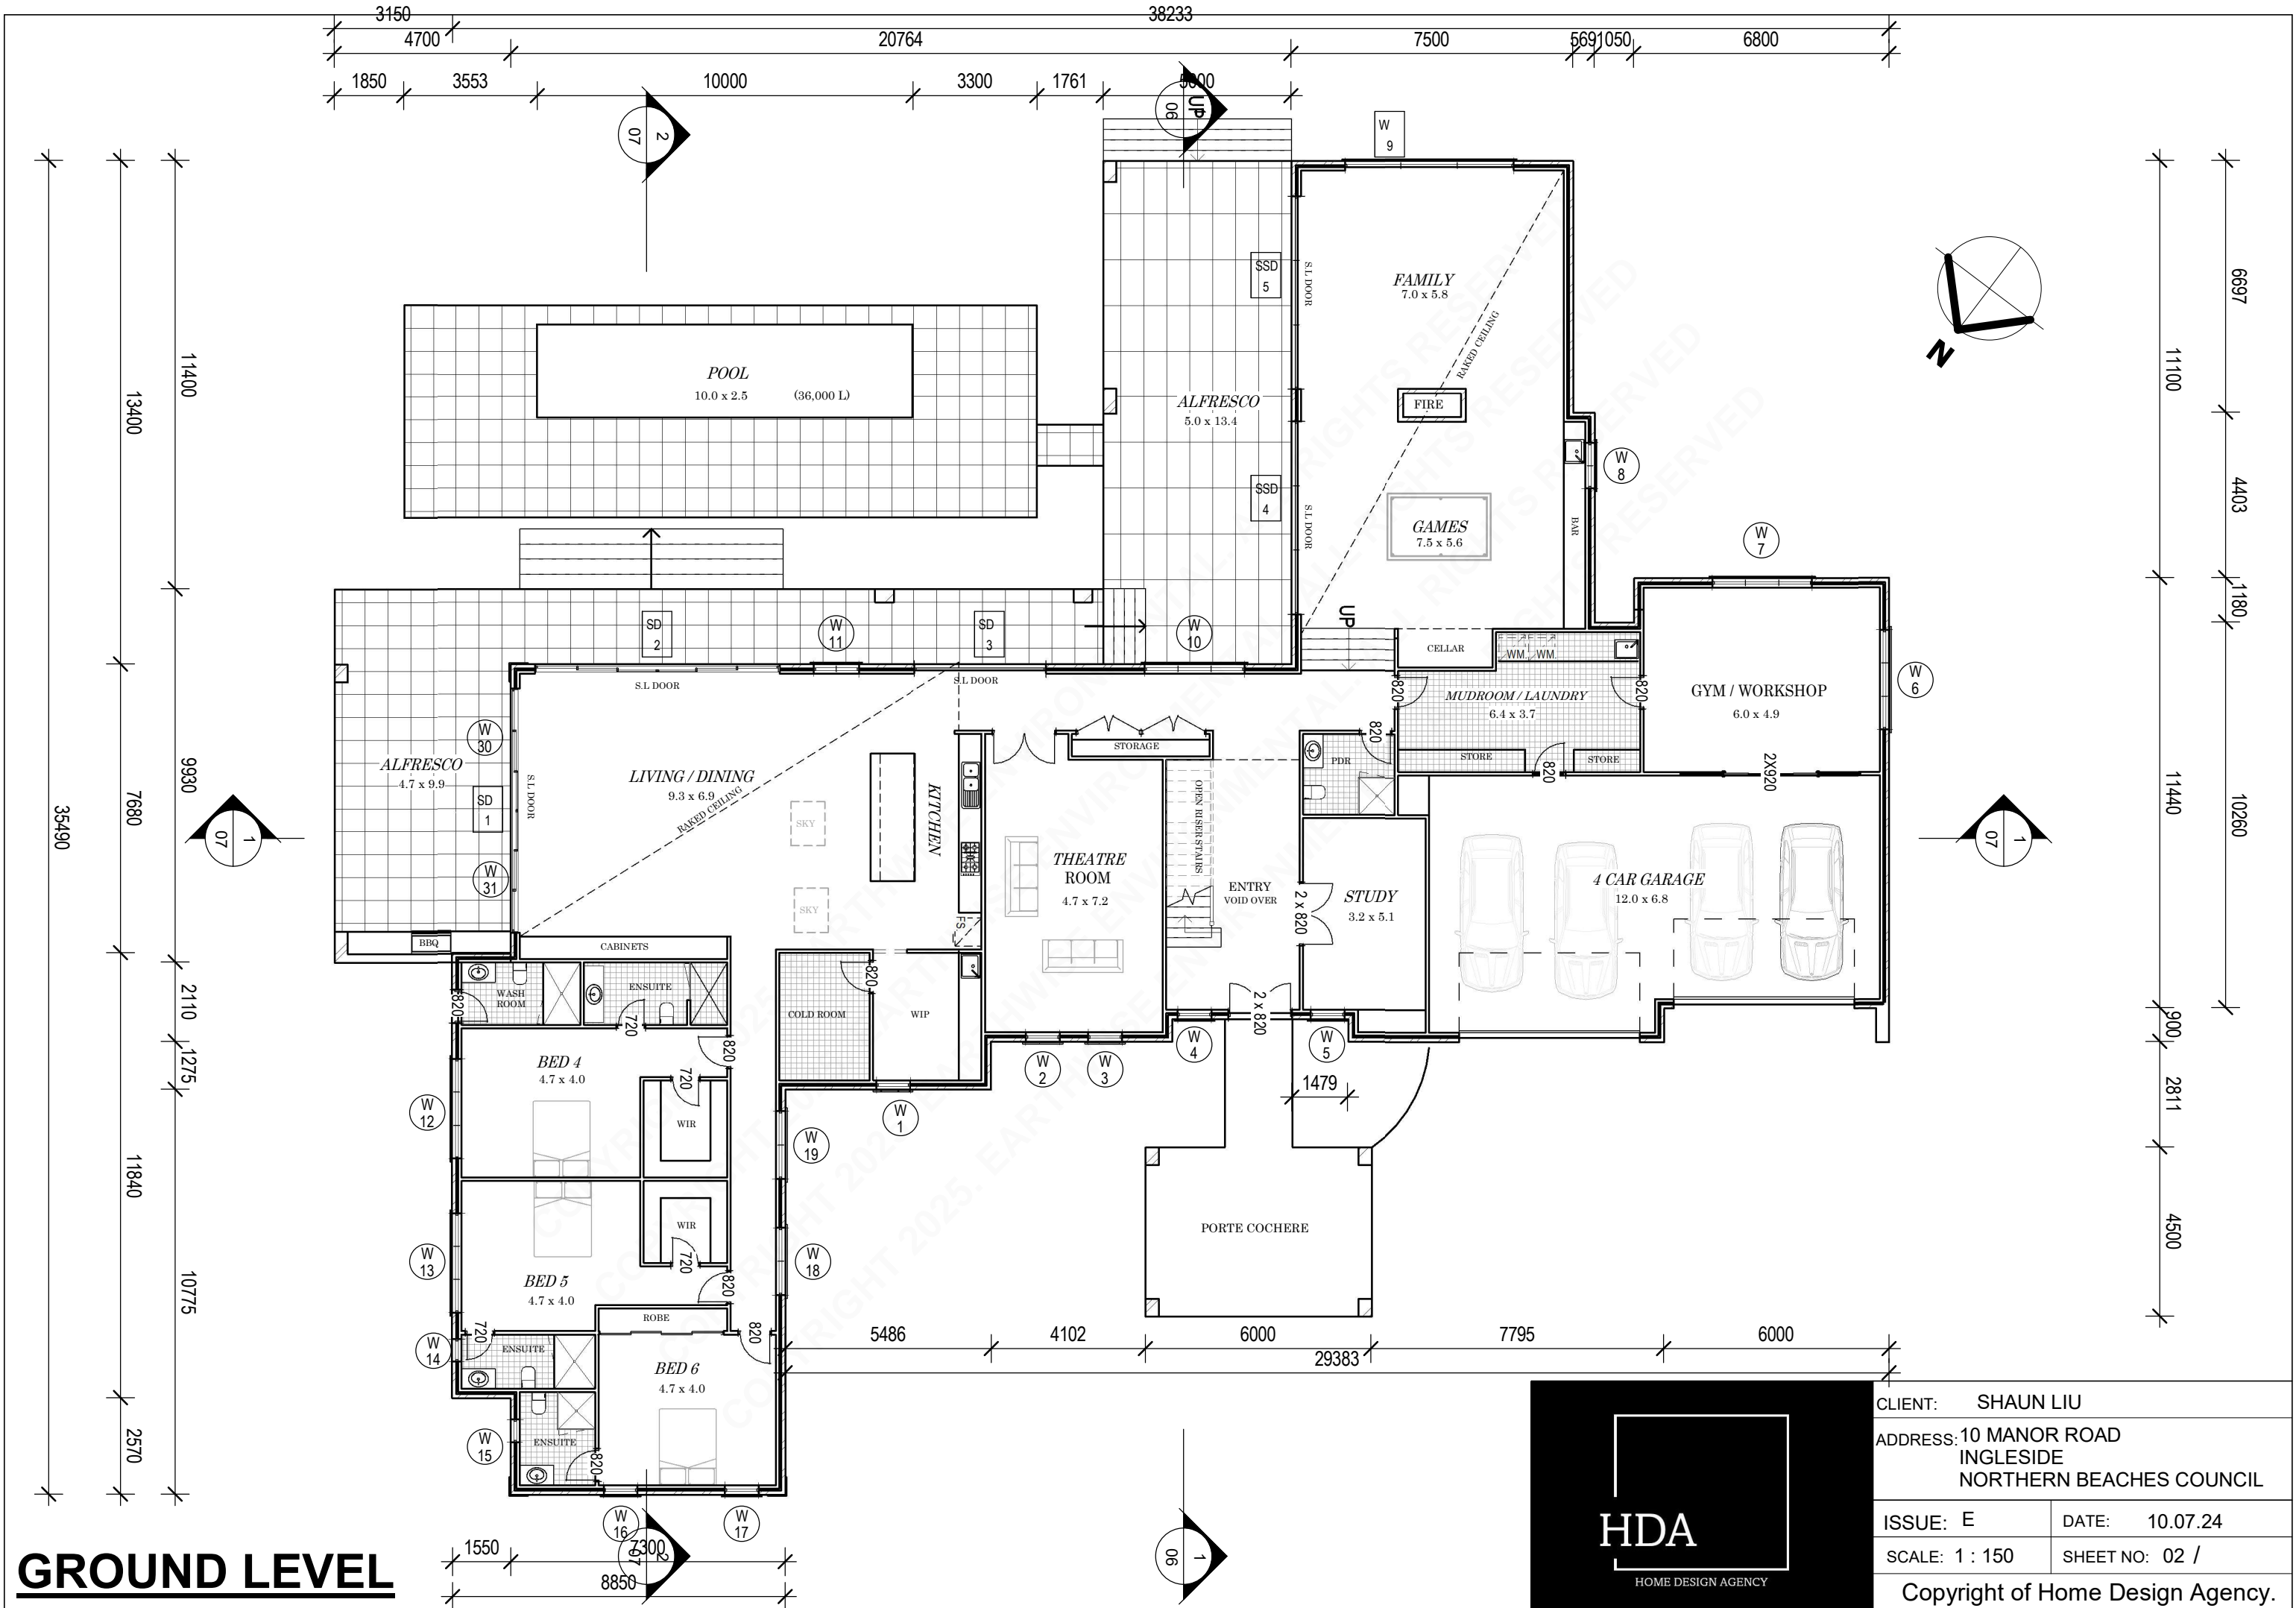 3150
38233
4700
20764
7500
569
1050
6800
1850
3553
10000
3300
1761
5000
2
07
1
06
UP
W
9
35490
13400
7680
11840
2570
11400
9930
2110
1275
10775
6697
4403
1180
10260
11100
11440
900
2811
4500
N
SSD
5
FAMILY
7.0 x 5.8
RAKED CEILING
S.L DOOR
POOL
10.0 x 2.5
(36,000 L)
ALFRESCO
5.0 x 13.4
FIRE
W
8
SSD
4
S.L DOOR
GAMES
7.5 x 5.6
BAR
W
7
SD
2
W
11
SD
3
W
10
UP
CELLAR
WM.
WM.
W
6
S.L DOOR
S.L DOOR
820
MUDROOM / LAUNDRY
6.4 x 3.7
820
GYM / WORKSHOP
6.0 x 4.9
W
30
STORAGE
820
PDR
STORE
820
STORE
2X920
ALFRESCO
4.7 x 9.9
S.L DOOR
LIVING / DINING
9.3 x 6.9
RAKED CEILING
KITCHEN
OPEN RISER STAIRS
SD
1
SKY
SKY
1
07
1
07
W
31
THEATRE
ROOM
4.7 x 7.2
ENTRY
VOID OVER
2 x 820
STUDY
3.2 x 5.1
4 CAR GARAGE
12.0 x 6.8
FS
BBQ
CABINETS
820
WASH
ROOM
ENSUITE
720
820
COLD ROOM
WIP
2 x 820
W
4
W
5
BED 4
4.7 x 4.0
820
720
WIR
W
2
W
3
1479
W
12
W
1
W
19
WIR
720
PORTE COCHERE
W
13
W
18
BED 5
4.7 x 4.0
820
ROBE
820
720
W
14
ENSUITE
BED 6
4.7 x 4.0
5486
4102
6000
7795
6000
29383
W
15
ENSUITE
820
W
16
W
17
2
07
1
06
1550
7300
8850
GROUND LEVEL
HDA
HOME DESIGN AGENCY
CLIENT: SHAUN LIU
ADDRESS: 10 MANOR ROAD
INGLESIDE
NORTHERN BEACHES COUNCIL
ISSUE: E
DATE: 10.07.24
SCALE: 1 : 150
SHEET NO: 02 /
Copyright of Home Design Agency.